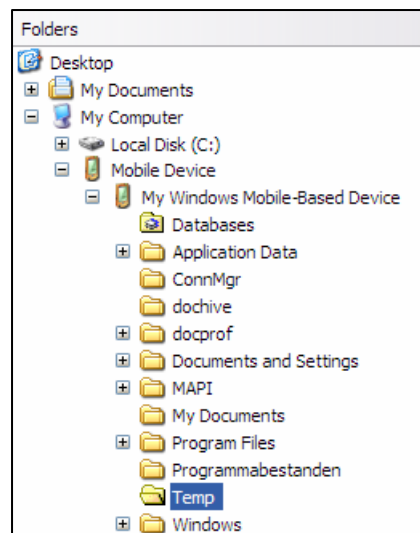 Folders
Desktop
My Documents
My Computer
Local Disk (C:)
Mobile Device
My Windows Mobile-Based Device
Databases
Application Data
ConnMgr
dochive
docprof
Documents and Settings
MAPI
My Documents
Program Files
Programmabestanden
Temp
Windows